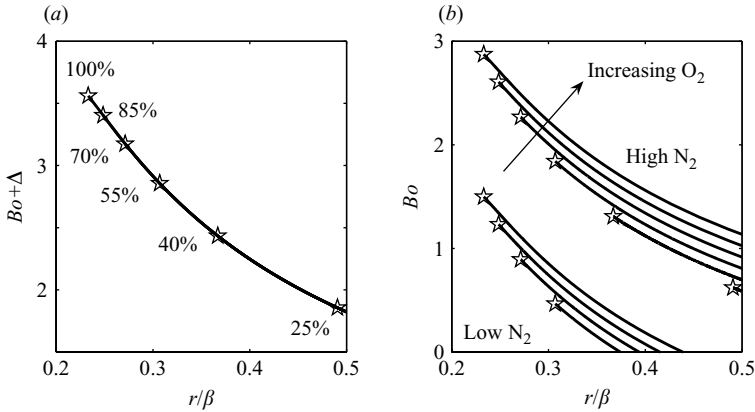 (a)
4
3
2
Bo+Δ
100%
85%
70%
55%
40%
25%
0.2 0.3 0.4 0.5
r/β
(b)
3
2
1
0
Bo
Increasing O₂
High N₂
Low N₂
0.2 0.3 0.4 0.5
r/β